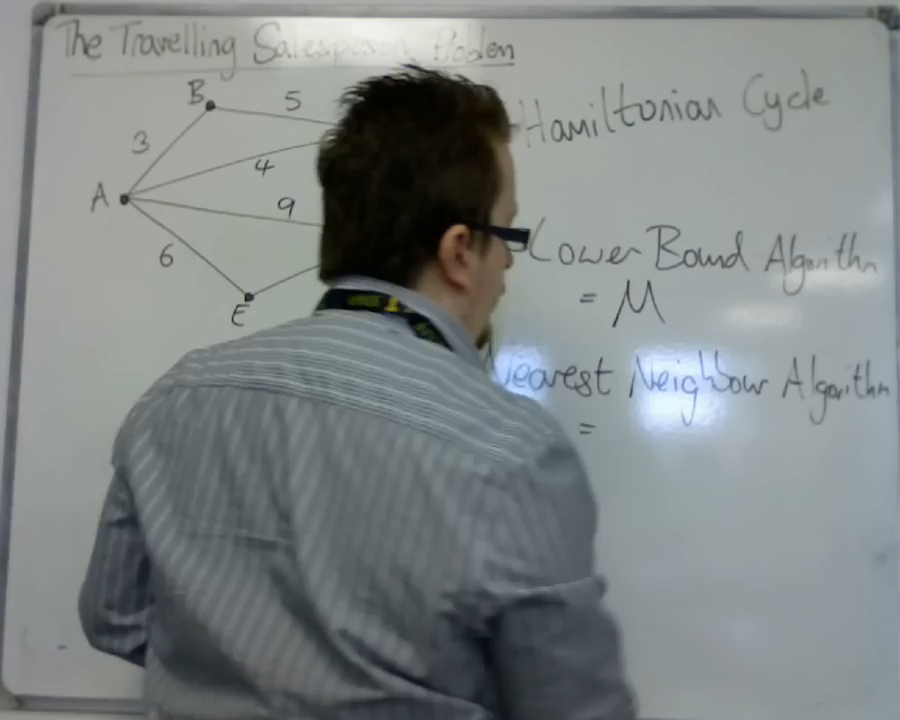 The Travelling Salesperson Problem
B
5
3
4
A
9
6
E
Hamiltonian Cycle
Lower Bound Algorithm
= M
Nearest Neighbour Algorithm
=